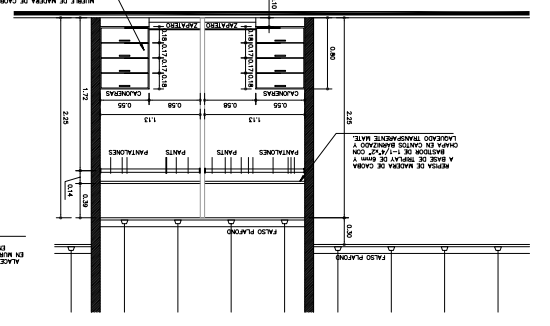 FALSO PLAFOND
ALACE
EN MUR
EN
FALSO PLAFOND
0.30
0.39
0.14
REPISA DE MADERA DE CAOBA
A BASE DE TRIPLAY DE 6mm Y
BASTIDOR DE 1-1/4"x2", CON
CHAPA EN CANTOS BARNIZADO Y
LAQUEADO TRANSPARENTE MATE.
PANTALONES
PANTS
PANTS
PANTALONES
2.25
1.13
1.13
2.25
0.55
0.58
0.58
0.55
CAJONERAS
CAJONERAS
1.72
0.80
0.18
0.17
0.17
0.18
0.18
0.17
0.17
0.18
ZAPATERO
ZAPATERO
.10
MUEBLE DE MADERA DE CAOBA